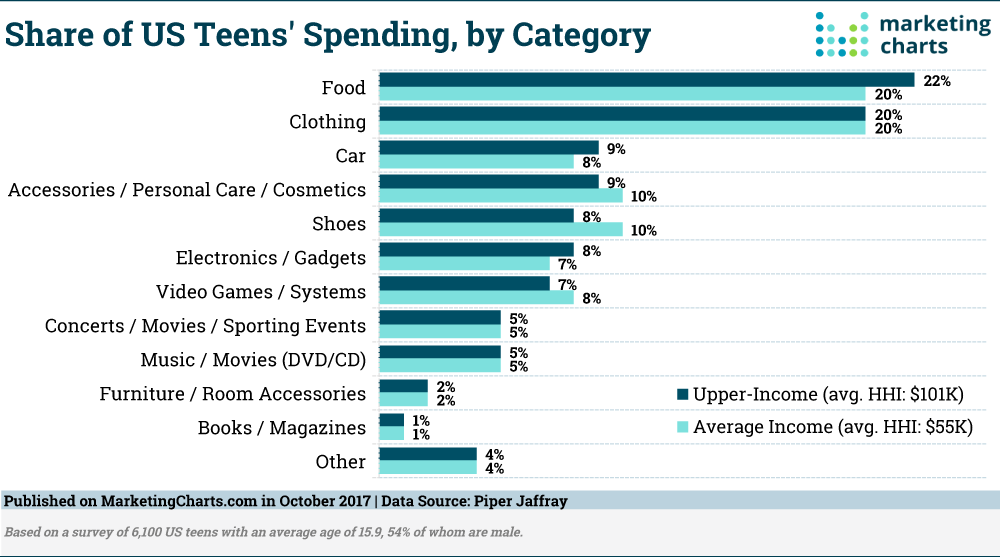 Share of US Teens' Spending, by Category
marketing
charts
Food
22%
20%
Clothing
20%
20%
Car
9%
8%
Accessories / Personal Care / Cosmetics
9%
10%
Shoes
8%
10%
Electronics / Gadgets
8%
7%
Video Games / Systems
7%
8%
Concerts / Movies / Sporting Events
5%
5%
Music / Movies (DVD/CD)
5%
5%
Furniture / Room Accessories
2%
2%
Books / Magazines
1%
1%
Other
4%
4%
Upper-Income (avg. HHI: $101K)
Average Income (avg. HHI: $55K)
Published on MarketingCharts.com in October 2017 | Data Source: Piper Jaffray
Based on a survey of 6,100 US teens with an average age of 15.9, 54% of whom are male.